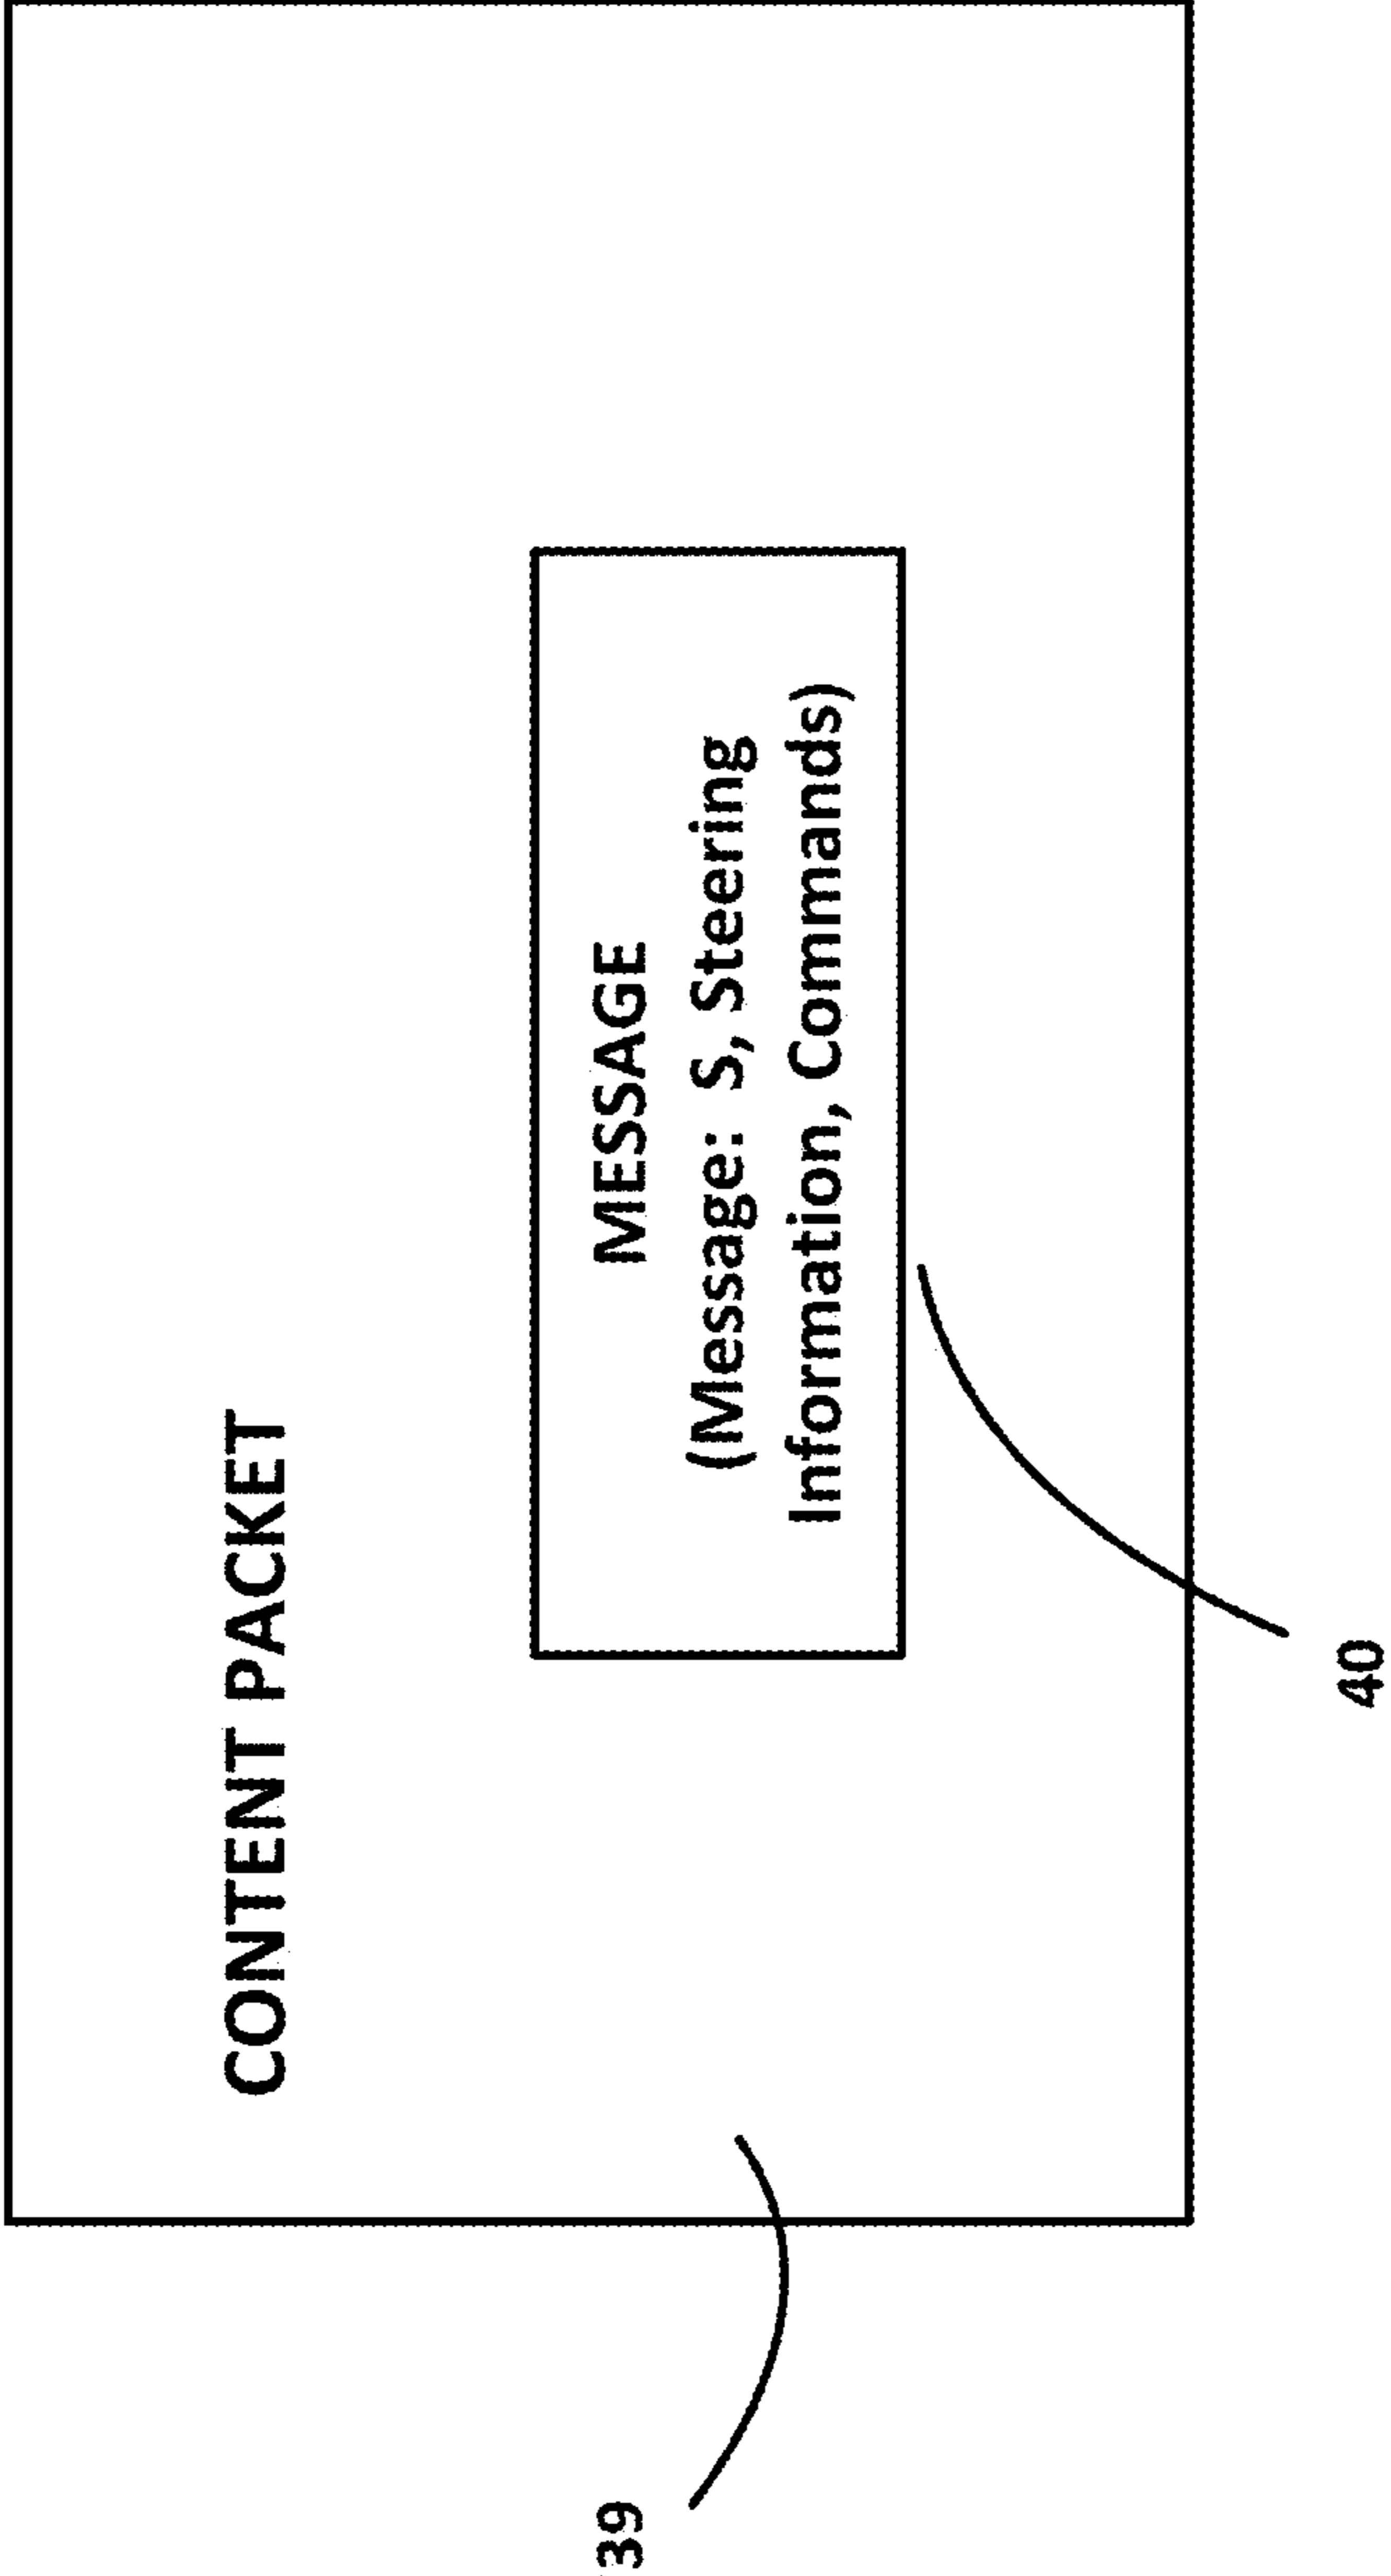 CONTENT PACKET
MESSAGE
(Message:  S, Steering
Information, Commands)
39
40